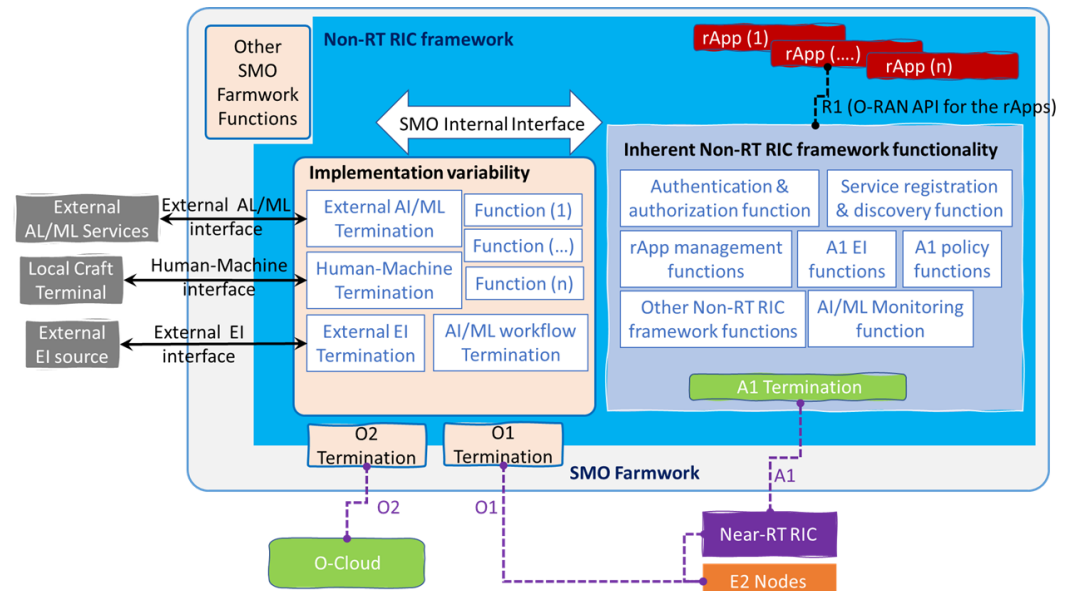 Other
SMO
Farmwork
Functions
Non-RT RIC framework
rApp (1)
rApp (....)
rApp (n)
R1 (O-RAN API for the rApps)
SMO Internal Interface
Implementation variability
External AI/ML
Termination
Function (1)
Function (...)
Human-Machine
Termination
Function (n)
External EI
Termination
AI/ML workflow
Termination
Inherent Non-RT RIC framework functionality
Authentication &
authorization function
Service registration
& discovery function
rApp management
functions
A1 EI
functions
A1 policy
functions
Other Non-RT RIC
framework functions
AI/ML Monitoring
function
A1 Termination
External
AL/ML Services
External AL/ML
interface
Local Craft
Terminal
Human-Machine
interface
External
EI source
External EI
interface
O2
Termination
O1
Termination
SMO Farmwork
O2
O1
A1
O-Cloud
Near-RT RIC
E2 Nodes